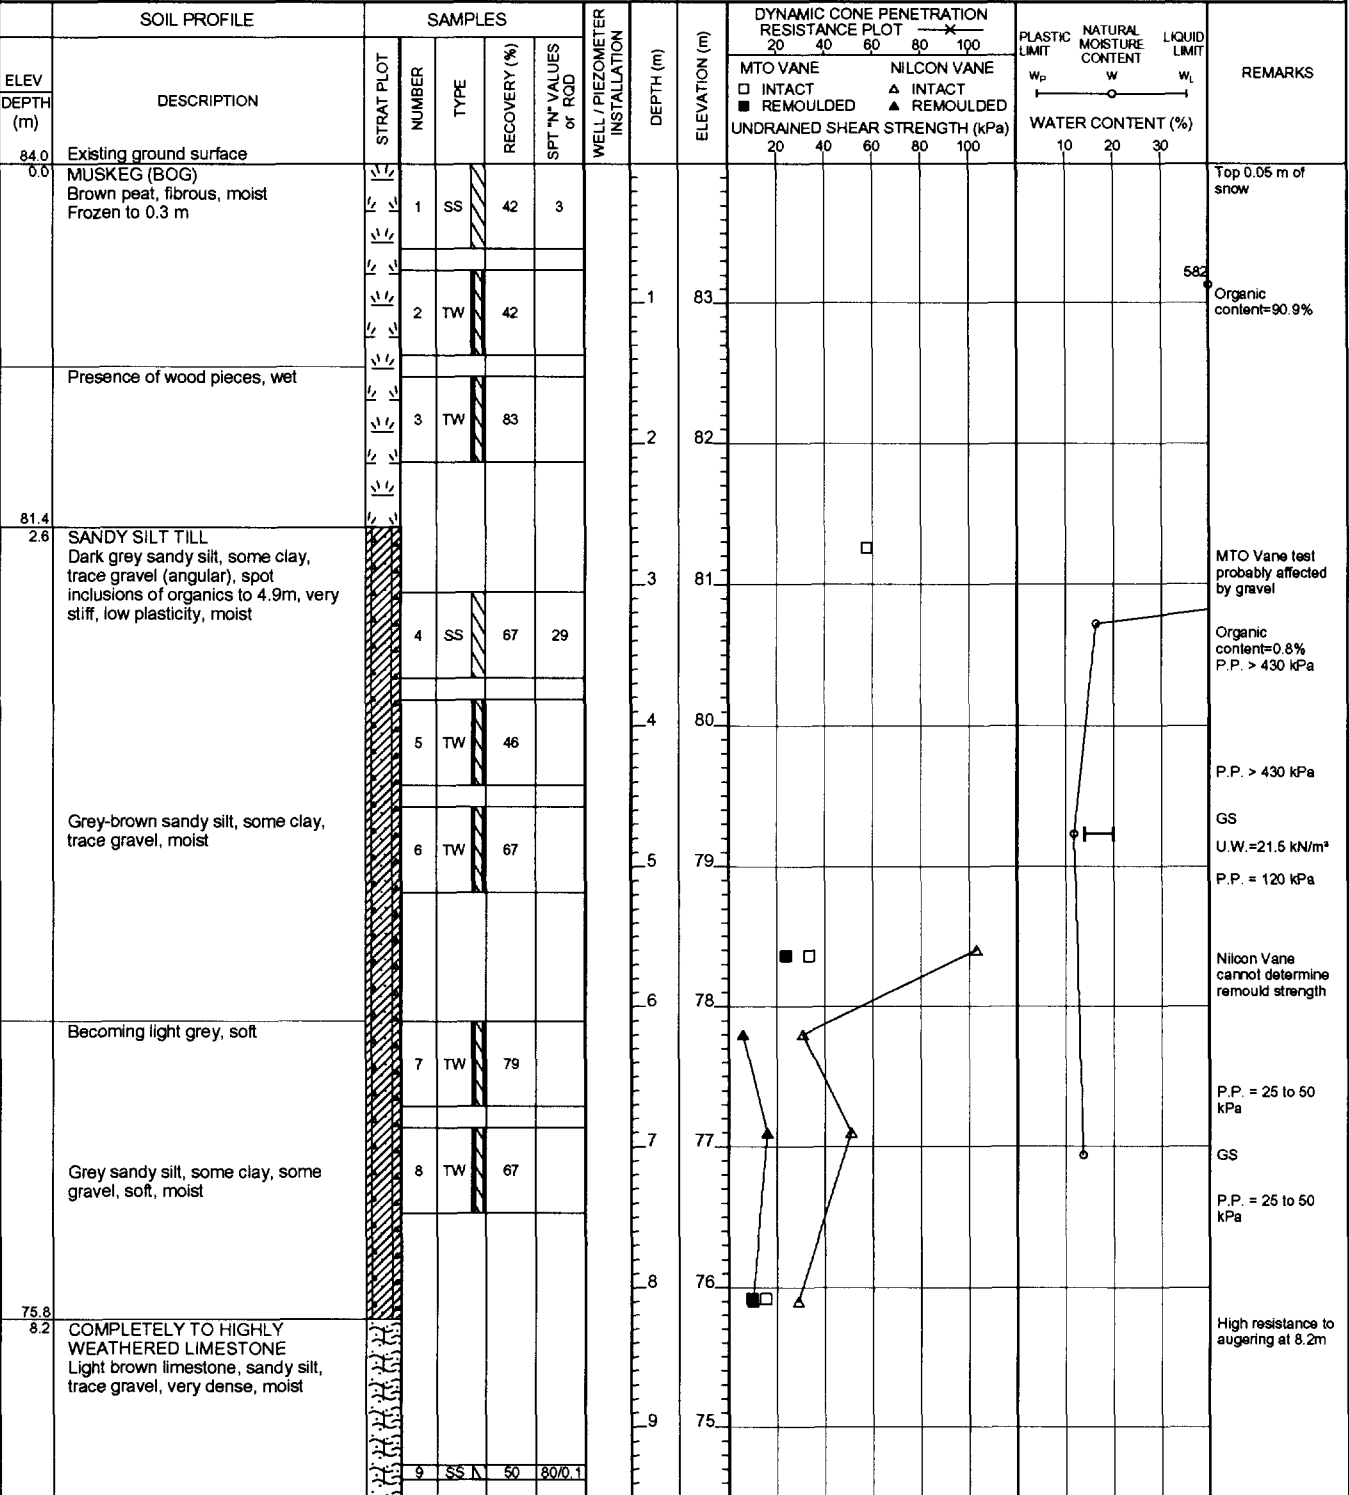 SOIL PROFILE
SAMPLES
ELEV
DEPTH
(m)
DESCRIPTION
STRAT PLOT
NUMBER
TYPE
RECOVERY (%)
SPT "N" VALUES
or RQD
WELL / PIEZOMETER
INSTALLATION
DEPTH (m)
ELEVATION (m)
DYNAMIC CONE PENETRATION
RESISTANCE PLOT
20 40 60 100
MTO VANE NILCON VANE
INTACT INTACT
REMOULDED REMOULDED
UNDRAINED SHEAR STRENGTH (kPa)
20 40 60 80 100
PLASTIC
LIMIT
NATURAL
MOISTURE
CONTENT
LIQUID
LIMIT
WP W WL
WATER CONTENT (%)
10 20 30
REMARKS
84.0 Existing ground surface
0.0 MUSKEG (BOG)
Brown peat, fibrous, moist
Frozen to 0.3 m
1 SS 42 3
Top 0.05 m of
snow
582
1 83
Organic
content=90.9%
2 TW 42
Presence of wood pieces, wet
3 TW 83
2 82
81.4
2.6 SANDY SILT TILL
Dark grey sandy silt, some clay,
trace gravel (angular), spot
inclusions of organics to 4.9m, very
stiff, low plasticity, moist
MTO Vane test
probably affected
by gravel
3 81
4 SS 67 29
Organic
content=0.8%
P.P. > 430 kPa
4 80
5 TW 46
P.P. > 430 kPa
Grey-brown sandy silt, some clay,
trace gravel, moist
GS
6 TW 67
U.W.=21.5 kN/m³
5 79
P.P. = 120 kPa
Nilcon Vane
cannot determine
remould strength
6 78
Becoming light grey, soft
7 TW 79
P.P. = 25 to 50
kPa
7 77
GS
Grey sandy silt, some clay, some
gravel, soft, moist
8 TW 67
P.P. = 25 to 50
kPa
8 76
75.8
8.2 COMPLETELY TO HIGHLY
WEATHERED LIMESTONE
Light brown limestone, sandy silt,
trace gravel, very dense, moist
High resistance to
augering at 8.2m
9 75
9 SS 50 80/0.1